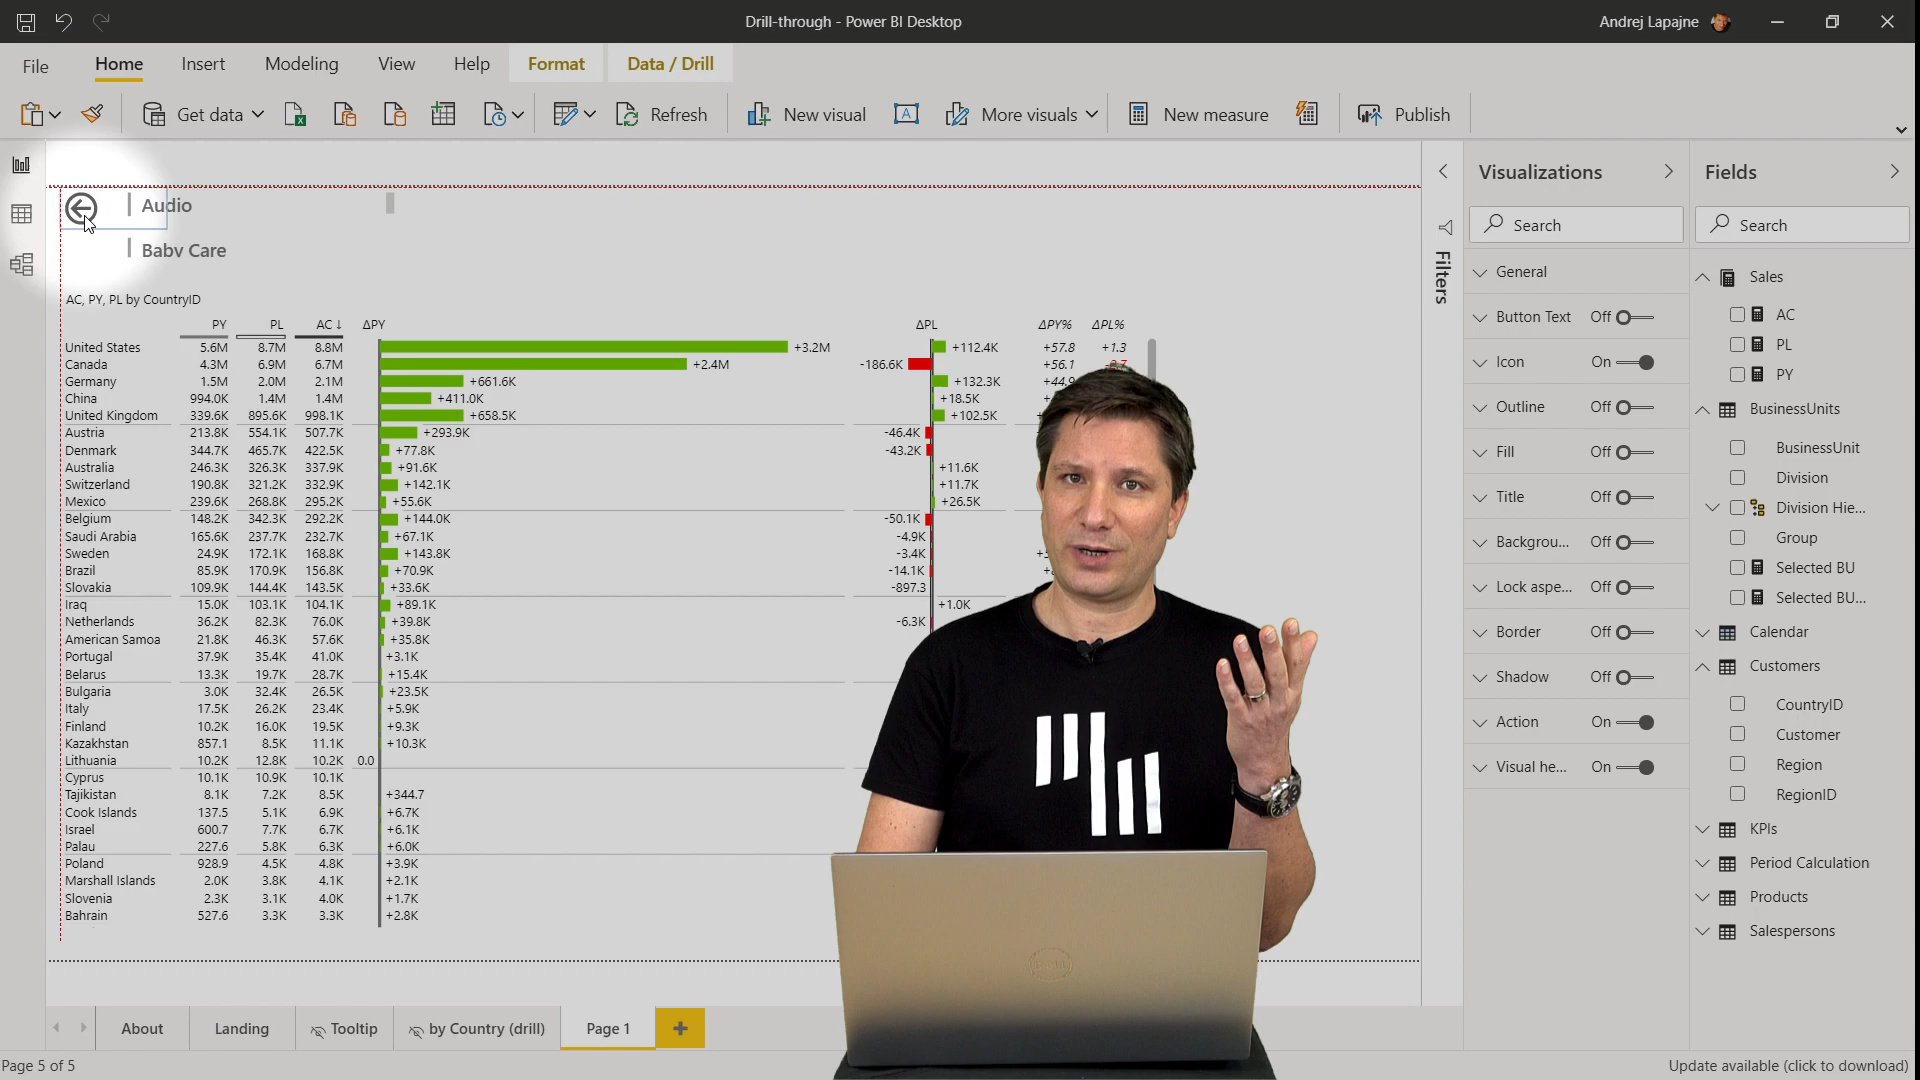 Drill-through - Power BI Desktop
Andrej Lapajne
File Home Insert Modeling View Help Format Data / Drill
Get data Refresh New visual More visuals New measure Publish
Audio
Baby Care
AC, PY, PL by CountryID
PY PL AC ↓ ΔPY ΔPL ΔPY% ΔPL%
United States 5.6M 8.7M 8.8M +3.2M +112.4K +57.8 +1.3
Canada 4.3M 6.9M 6.7M +2.4M -186.6K +56.1 -2.7
Germany 1.5M 2.0M 2.1M +661.6K +132.3K +44.9
China 994.0K 1.4M 1.4M +411.0K +18.5K
United Kingdom 339.6K 895.6K 998.1K +658.5K +102.5K
Austria 213.8K 554.1K 507.7K +293.9K -46.4K
Denmark 344.7K 465.7K 422.5K +77.8K -43.2K
Australia 246.3K 326.3K 337.9K +91.6K +11.6K
Switzerland 190.8K 321.2K 332.9K +142.1K +11.7K
Mexico 239.6K 268.8K 295.2K +55.6K +26.5K
Belgium 148.2K 342.3K 292.2K +144.0K -50.1K
Saudi Arabia 165.6K 237.7K 232.7K +67.1K -4.9K
Sweden 24.9K 172.1K 168.8K +143.8K -3.4K
Brazil 85.9K 170.9K 156.8K +70.9K -14.1K
Slovakia 109.9K 144.4K 143.5K +33.6K -897.3
Iraq 15.0K 103.1K 104.1K +89.1K +1.0K
Netherlands 36.2K 82.3K 76.0K +39.8K -6.3K
American Samoa 21.8K 46.3K 57.6K +35.8K
Portugal 37.9K 35.4K 41.0K +3.1K
Belarus 13.3K 19.7K 28.7K +15.4K
Bulgaria 3.0K 32.4K 26.5K +23.5K
Italy 17.5K 26.2K 23.4K +5.9K
Finland 10.2K 16.0K 19.5K +9.3K
Kazakhstan 857.1 8.5K 11.1K +10.3K
Lithuania 10.2K 12.8K 10.2K 0.0
Cyprus 10.1K 10.9K 10.1K
Tajikistan 8.1K 7.2K 8.5K +344.7
Cook Islands 137.5 5.1K 6.9K +6.7K
Israel 600.7 7.7K 6.7K +6.1K
Palau 227.6 5.8K 6.3K +6.0K
Poland 928.9 4.5K 4.8K +3.9K
Marshall Islands 2.0K 3.8K 4.1K +2.1K
Slovenia 2.3K 3.1K 4.0K +1.7K
Bahrain 527.6 3.3K 3.3K +2.8K
Filters
Visualizations
Search
General
Button Text Off
Icon On
Outline Off
Fill Off
Title Off
Backgrou... Off
Lock aspe... Off
Border Off
Shadow Off
Action On
Visual he... On
Fields
Search
Sales
AC
PL
PY
BusinessUnits
BusinessUnit
Division
Division Hie...
Group
Selected BU
Selected BU...
Calendar
Customers
CountryID
Customer
Region
RegionID
KPIs
Period Calculation
Products
Salespersons
DELL
About Landing Tooltip by Country (drill) Page 1
Page 5 of 5
Update available (click to download)